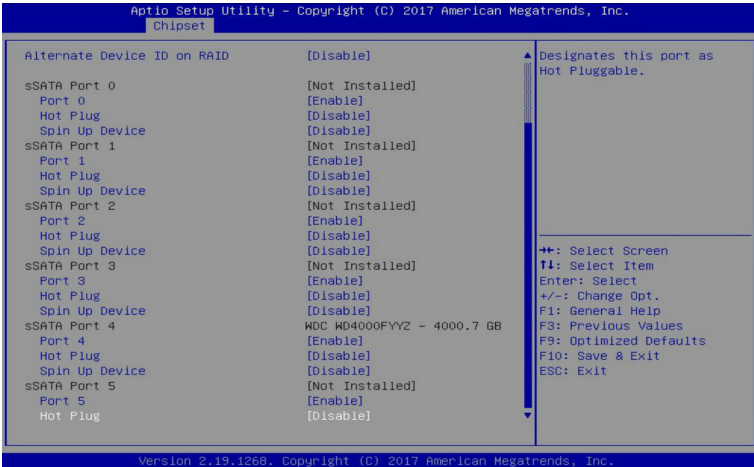 Aptio Setup Utility – Copyright (C) 2017 American Megatrends, Inc.
Chipset
Alternate Device ID on RAID [Disable]
sSATA Port 0 [Not Installed]
Port 0 [Enable]
Hot Plug [Disable]
Spin Up Device [Disable]
sSATA Port 1 [Not Installed]
Port 1 [Enable]
Hot Plug [Disable]
Spin Up Device [Disable]
sSATA Port 2 [Not Installed]
Port 2 [Enable]
Hot Plug [Disable]
Spin Up Device [Disable]
sSATA Port 3 [Not Installed]
Port 3 [Enable]
Hot Plug [Disable]
Spin Up Device [Disable]
sSATA Port 4 WDC WD4000FYYZ – 4000.7 GB
Port 4 [Enable]
Hot Plug [Disable]
Spin Up Device [Disable]
sSATA Port 5 [Not Installed]
Port 5 [Enable]
Hot Plug [Disable]
Designates this port as
Hot Pluggable.
→←: Select Screen
↑↓: Select Item
Enter: Select
+/-: Change Opt.
F1: General Help
F3: Previous Values
F9: Optimized Defaults
F10: Save & Exit
ESC: Exit
Version 2.19.1268. Copyright (C) 2017 American Megatrends, Inc.